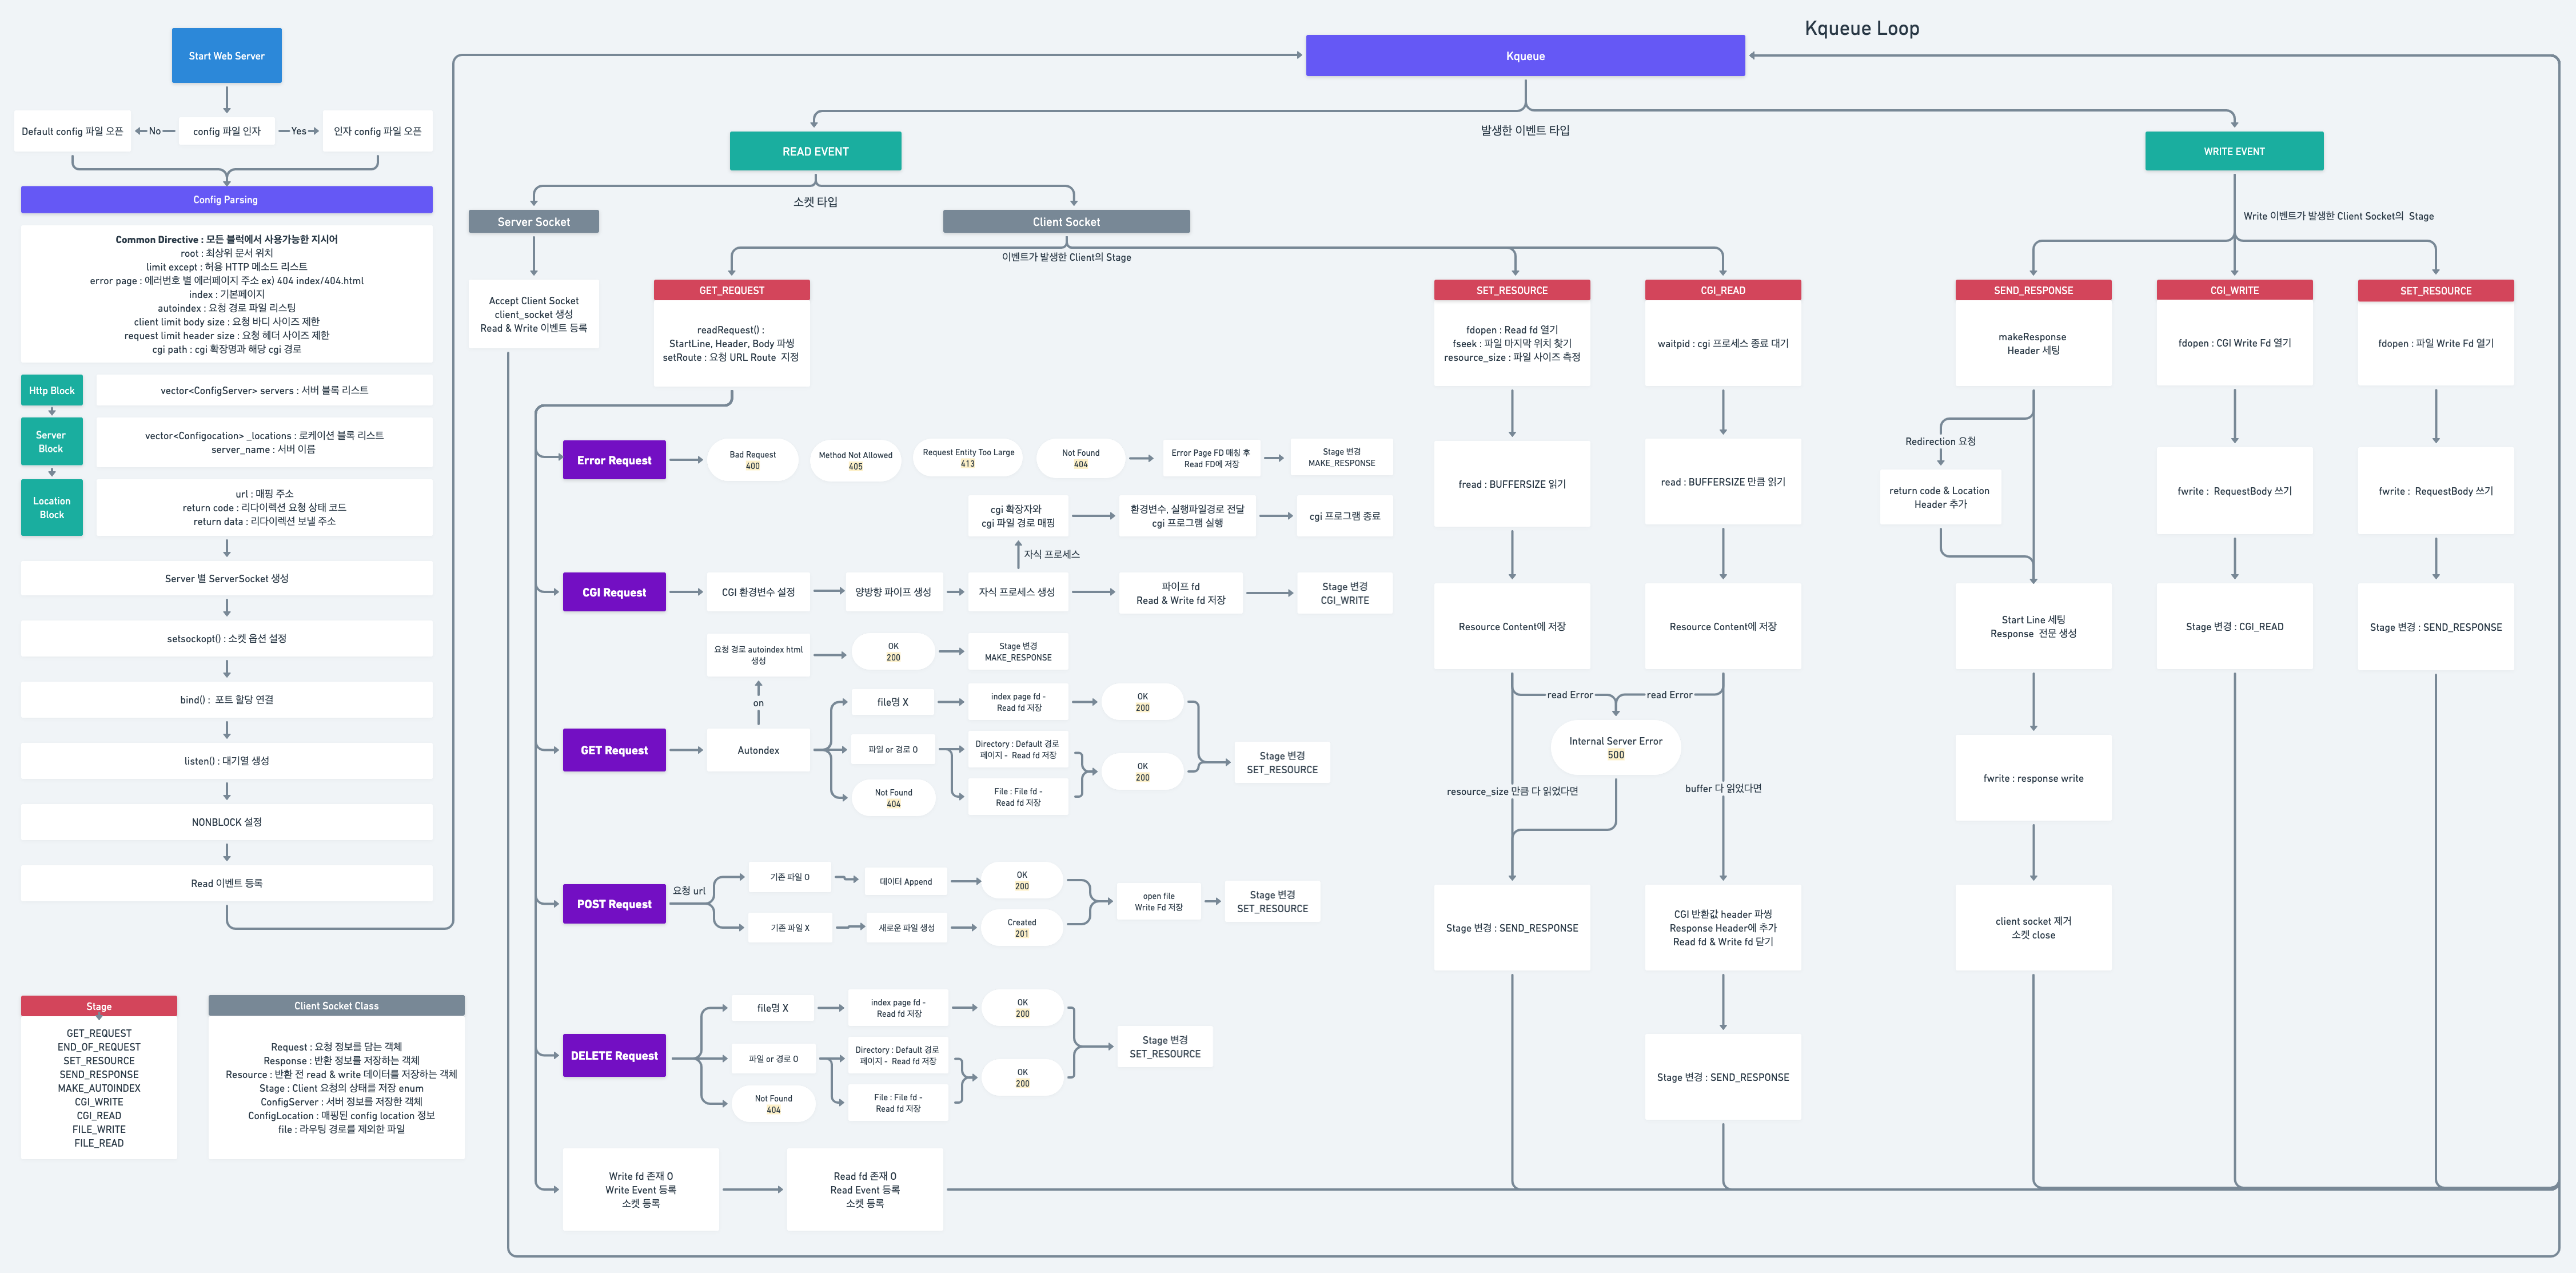 Kqueue Loop
Start Web Server
Default config 파일 오픈
No
config 파일 인자
Yes
인자 config 파일 오픈
Config Parsing
Common Directive : 모든 블럭에서 사용가능한 지시어
root : 최상위 문서 위치
limit except : 허용 HTTP 메소드 리스트
error page : 에러번호 별 에러페이지 주소 ex) 404 index/404.html
index : 기본페이지
autoindex : 요청 경로 파일 리스팅
client limit body size : 요청 바디 사이즈 제한
request limit header size : 요청 헤더 사이즈 제한
cgi path : cgi 확장명과 해당 cgi 경로
Http Block
vector<ConfigServer> servers : 서버 블록 리스트
Server
Block
vector<Configocation> _locations : 로케이션 블록 리스트
server_name : 서버 이름
Location
Block
url : 매핑 주소
return code : 리다이렉션 요청 상태 코드
return data : 리다이렉션 보낼 주소
Server 별 ServerSocket 생성
setsockopt() : 소켓 옵션 설정
bind() : 포트 할당 연결
listen() : 대기열 생성
NONBLOCK 설정
Read 이벤트 등록
Stage
GET_REQUEST
END_OF_REQUEST
SET_RESOURCE
SEND_RESPONSE
MAKE_AUTOINDEX
CGI_WRITE
CGI_READ
FILE_WRITE
FILE_READ
Client Socket Class
Request : 요청 정보를 담는 객체
Response : 반환 정보를 저장하는 객체
Resource : 반환 전 read & write 데이터를 저장하는 객체
Stage : Client 요청의 상태를 저장 enum
ConfigServer : 서버 정보를 저장한 객체
ConfigLocation : 매핑된 config location 정보
file : 라우팅 경로를 제외한 파일
Kqueue
발생한 이벤트 타입
READ EVENT
소켓 타입
Server Socket
Accept Client Socket
client_socket 생성
Read & Write 이벤트 등록
Client Socket
이벤트가 발생한 Client의 Stage
GET_REQUEST
readRequest() :
StartLine, Header, Body 파씽
setRoute : 요청 URL Route 지정
Error Request
Bad Request
400
Method Not Allowed
405
Request Entity Too Large
413
Not Found
404
Error Page FD 매칭 후
Read FD에 저장
Stage 변경
MAKE_RESPONSE
cgi 확장자와
cgi 파일 경로 매핑
환경변수, 실행파일경로 전달
cgi 프로그램 실행
cgi 프로그램 종료
자식 프로세스
CGI Request
CGI 환경변수 설정
양방향 파이프 생성
자식 프로세스 생성
파이프 fd
Read & Write fd 저장
Stage 변경
CGI_WRITE
요청 경로 autoindex html
생성
OK
200
Stage 변경
MAKE_RESPONSE
on
GET Request
Autondex
file명 X
index page fd -
Read fd 저장
OK
200
파일 or 경로 O
Directory : Default 경로
페이지 - Read fd 저장
File : File fd -
Read fd 저장
OK
200
Not Found
404
Stage 변경
SET_RESOURCE
POST Request
요청 url
기존 파일 O
데이터 Append
OK
200
기존 파일 X
새로운 파일 생성
Created
201
open file
Write Fd 저장
Stage 변경
SET_RESOURCE
DELETE Request
file명 X
index page fd -
Read fd 저장
OK
200
파일 or 경로 O
Directory : Default 경로
페이지 - Read fd 저장
File : File fd -
Read fd 저장
OK
200
Not Found
404
Stage 변경
SET_RESOURCE
Write fd 존재 O
Write Event 등록
소켓 등록
Read fd 존재 O
Read Event 등록
소켓 등록
SET_RESOURCE
fdopen : Read fd 열기
fseek : 파일 마지막 위치 찾기
resource_size : 파일 사이즈 측정
fread : BUFFERSIZE 읽기
Resource Content에 저장
read Error
resource_size 만큼 다 읽었다면
Stage 변경 : SEND_RESPONSE
CGI_READ
waitpid : cgi 프로세스 종료 대기
read : BUFFERSIZE 만큼 읽기
Resource Content에 저장
read Error
Internal Server Error
500
buffer 다 읽었다면
CGI 반환값 header 파씽
Response Header에 추가
Read fd & Write fd 닫기
Stage 변경 : SEND_RESPONSE
WRITE EVENT
Write 이벤트가 발생한 Client Socket의 Stage
SEND_RESPONSE
makeResponse
Header 세팅
Redirection 요청
return code & Location
Header 추가
Start Line 세팅
Response 전문 생성
fwrite : response write
client socket 제거
소켓 close
CGI_WRITE
fdopen : CGI Write Fd 열기
fwrite : RequestBody 쓰기
Stage 변경 : CGI_READ
SET_RESOURCE
fdopen : 파일 Write Fd 열기
fwrite : RequestBody 쓰기
Stage 변경 : SEND_RESPONSE